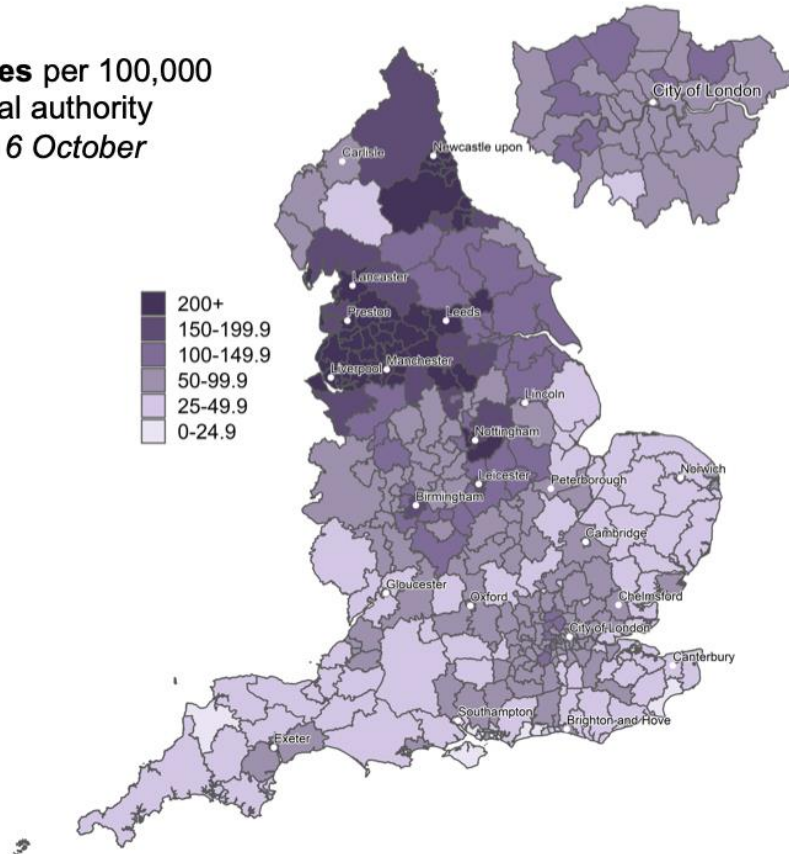 es per 100,000
al authority
6 October
City of London
Carlisle
Newcastle upon
Lancaster
Preston
Leeds
Liverpool
Manchester
200+
150-199.9
100-149.9
50-99.9
25-49.9
0-24.9
Lincoln
Nottingham
Leicester
Peterborough
Norwich
Birmingham
Cambridge
Gloucester
Oxford
Chelmsford
City of London
Canterbury
Southampton
Brighton and Hove
Exeter